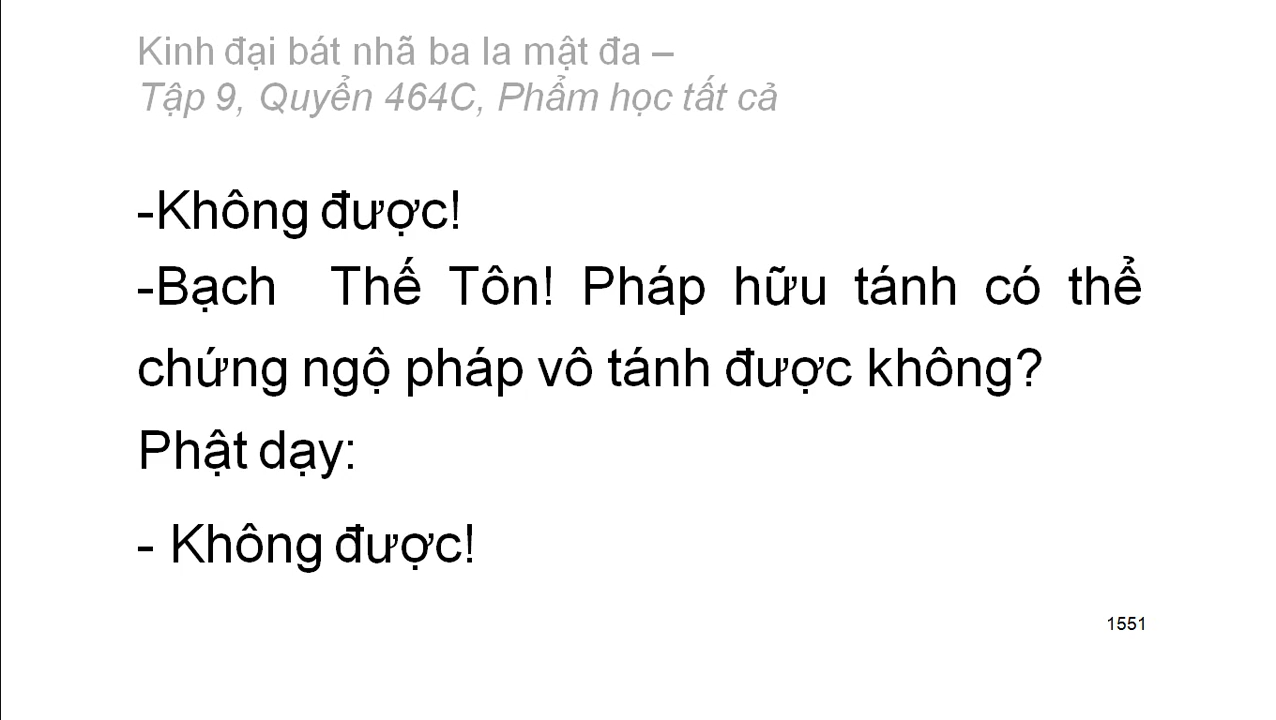 Kinh đại bát nhã ba la mật đa –
Tập 9, Quyển 464C, Phẩm học tất cả
-Không được!
-Bạch Thế Tôn! Pháp hữu tánh có thể
chứng ngộ pháp vô tánh được không?
Phật dạy:
- Không được!
1551